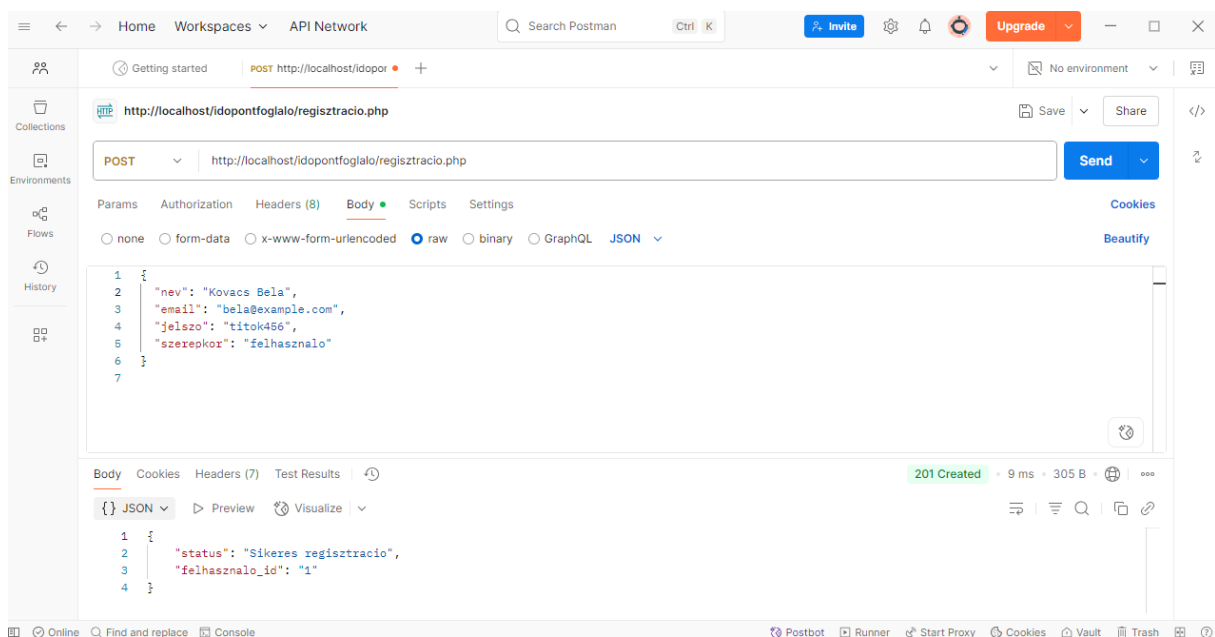 Home Workspaces API Network Search Postman Ctrl K Invite Upgrade
Getting started POST http://localhost/idopor No environment
HTTP http://localhost/idopontfoglalo/regisztracio.php Save Share
Collections
POST http://localhost/idopontfoglalo/regisztracio.php Send
Environments
Params Authorization Headers (8) Body Scripts Settings Cookies
Flows
none form-data x-www-form-urlencoded raw binary GraphQL JSON Beautify
History
1 {
2 "nev": "Kovacs Bela",
3 "email": "bela@example.com",
4 "jelszo": "titok456",
5 "szerepkor": "felhasznalo"
6 }
7
Body Cookies Headers (7) Test Results 201 Created 9 ms 305 B
{} JSON Preview Visualize
1 {
2 "status": "Sikeres regisztracio",
3 "felhasznalo_id": "1"
4 }
Online Find and replace Console Postbot Runner Start Proxy Cookies Vault Trash